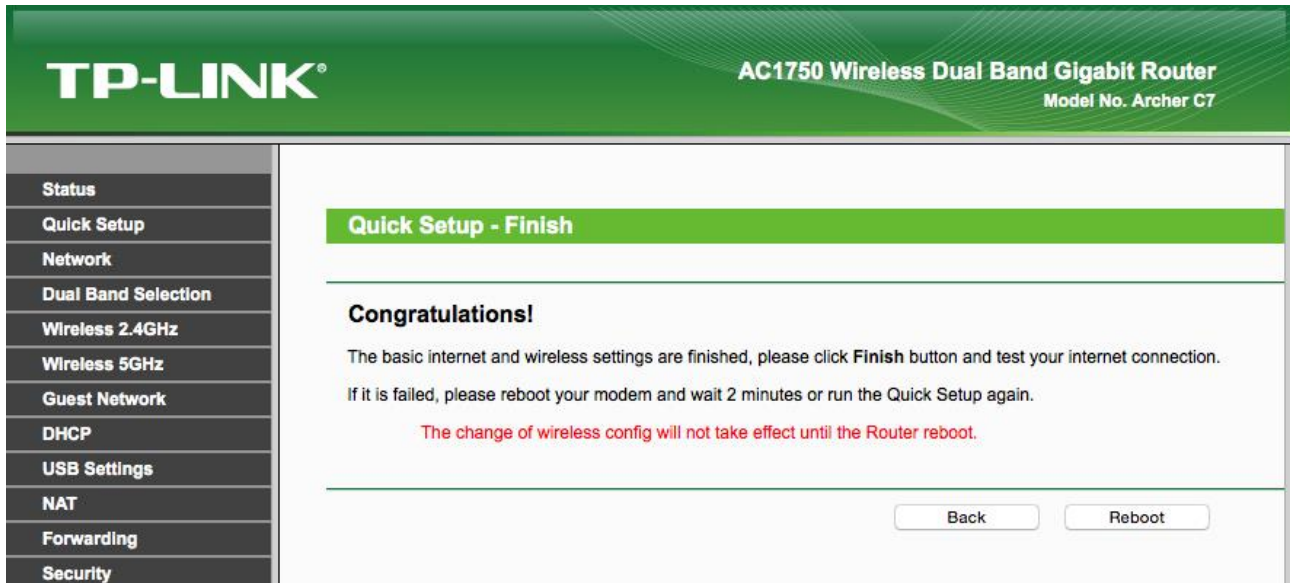 TP-LINK®
AC1750 Wireless Dual Band Gigabit Router
Model No. Archer C7
Status
Quick Setup
Network
Dual Band Selection
Wireless 2.4GHz
Wireless 5GHz
Guest Network
DHCP
USB Settings
NAT
Forwarding
Security
Quick Setup - Finish
Congratulations!
The basic internet and wireless settings are finished, please click Finish button and test your internet connection.
If it is failed, please reboot your modem and wait 2 minutes or run the Quick Setup again.
The change of wireless config will not take effect until the Router reboot.
Back Reboot